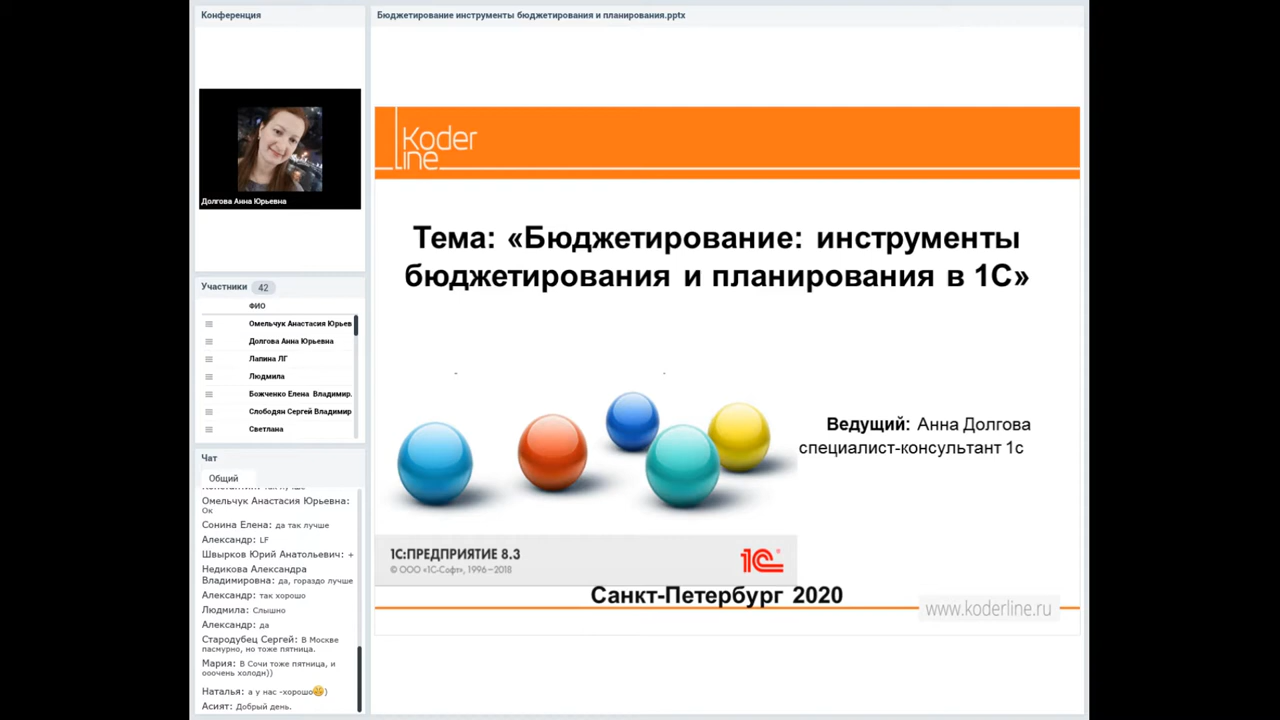 Конференция
Долгова Анна Юрьевна
Участники 42
ФИО
Омельчук Анастасия Юрьев
Долгова Анна Юрьевна
Лапина ЛГ
Людмила
Божченко Елена Владимир.
Слободян Сергей Владимир
Светлана
Чат
Общий
Омельчук Анастасия Юрьевна:
Ок
Сонина Елена: да так лучше
Александр: LF
Швырков Юрий Анатольевич: +
Недикова Александра
Владимировна: да, гораздо лучше
Александр: так хорошо
Людмила: Слышно
Александр: да
Стародубец Сергей: В Москве
пасмурно, но тоже пятница.
Мария: В Сочи тоже пятница, и
ооочень холодн))
Наталья: а у нас -хорошо )
Асият: Добрый день.
Бюджетирование инструменты бюджетирования и планирования.pptx
Koder
line
Тема: «Бюджетирование: инструменты
бюджетирования и планирования в 1С»
Ведущий: Анна Долгова
специалист-консультант 1с
1С:ПРЕДПРИЯТИЕ 8.3
© ООО «1С-Софт», 1996–2018
1С
Санкт-Петербург 2020
www.koderline.ru